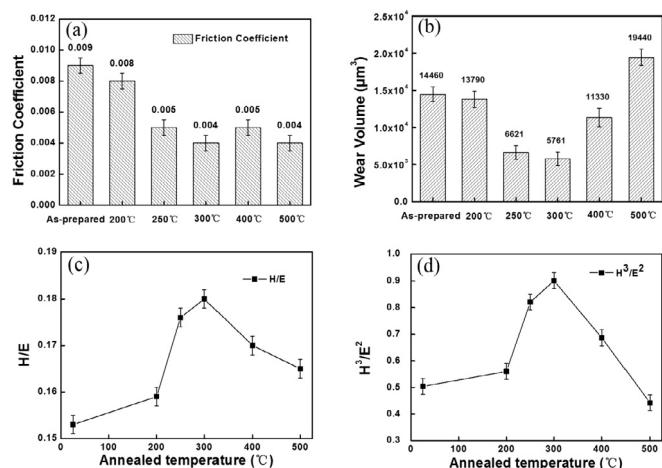 (a)
Friction Coefficient
0.012
0.010
0.008
0.006
0.004
0.002
0.000
Friction Coefficient
0.009
0.008
0.005
0.004
0.005
0.004
As-prepared 200℃ 250℃ 300℃ 400℃ 500℃
(b)
Wear Volume (μm³)
2.5x10⁴
2.0x10⁴
1.5x10⁴
1.0x10⁴
5.0x10³
0.0
14460
13790
6621
5761
11330
19440
As-prepared 200℃ 250℃ 300℃ 400℃ 500℃
(c)
H/E
0.19
0.18
0.17
0.16
0.15
H/E
0 100 200 300 400 500
Annealed temperature (℃)
(d)
H³/E²
1.0
0.9
0.8
0.7
0.6
0.5
0.4
0.3
H³/E²
0 100 200 300 400 500
Annealed temperature (℃)